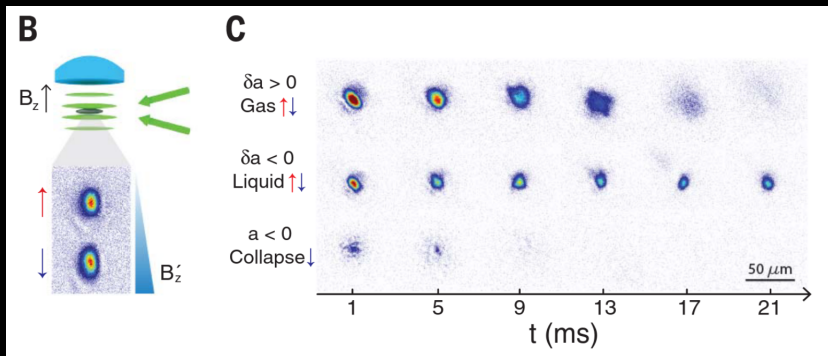 B
C
B_z↑
↑
↓
B_z′
δa > 0
Gas ↑↓
δa < 0
Liquid ↑↓
a < 0
Collapse ↓
50 μm
1 5 9 13 17 21
t (ms)